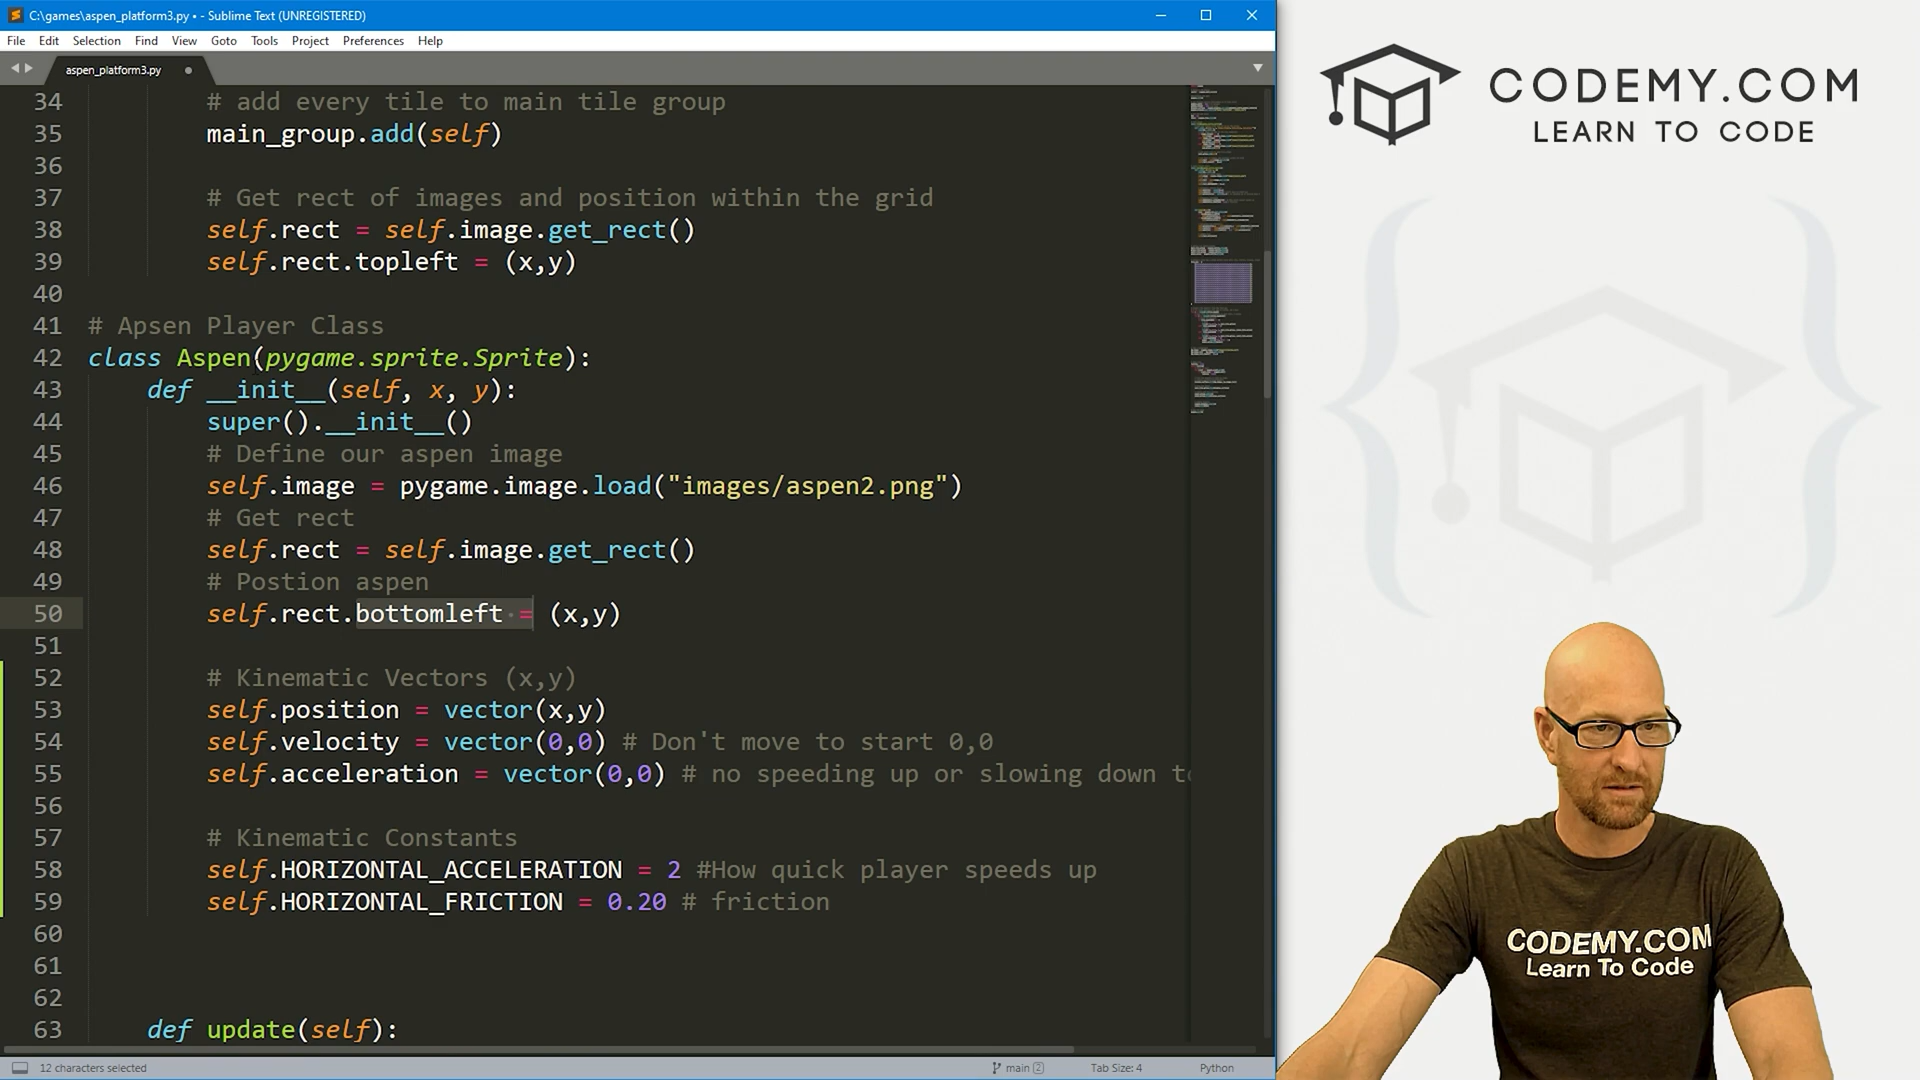 C:\games\aspen_platform3.py • - Sublime Text (UNREGISTERED)
File Edit Selection Find View Goto Tools Project Preferences Help
aspen_platform3.py
34 # add every tile to main tile group
35 main_group.add(self)
36
37 # Get rect of images and position within the grid
38 self.rect = self.image.get_rect()
39 self.rect.topleft = (x,y)
40
41 # Apsen Player Class
42 class Aspen(pygame.sprite.Sprite):
43 def __init__(self, x, y):
44 super().__init__()
45 # Define our aspen image
46 self.image = pygame.image.load("images/aspen2.png")
47 # Get rect
48 self.rect = self.image.get_rect()
49 # Postion aspen
50 self.rect.bottomleft = (x,y)
51
52 # Kinematic Vectors (x,y)
53 self.position = vector(x,y)
54 self.velocity = vector(0,0) # Don't move to start 0,0
55 self.acceleration = vector(0,0) # no speeding up or slowing down
56
57 # Kinematic Constants
58 self.HORIZONTAL_ACCELERATION = 2 #How quick player speeds up
59 self.HORIZONTAL_FRICTION = 0.20 # friction
60
61
62
63 def update(self):
12 characters selected
main 2
Tab Size: 4
Python
CODEMY.COM
LEARN TO CODE
CODEMY.COM
Learn To Code